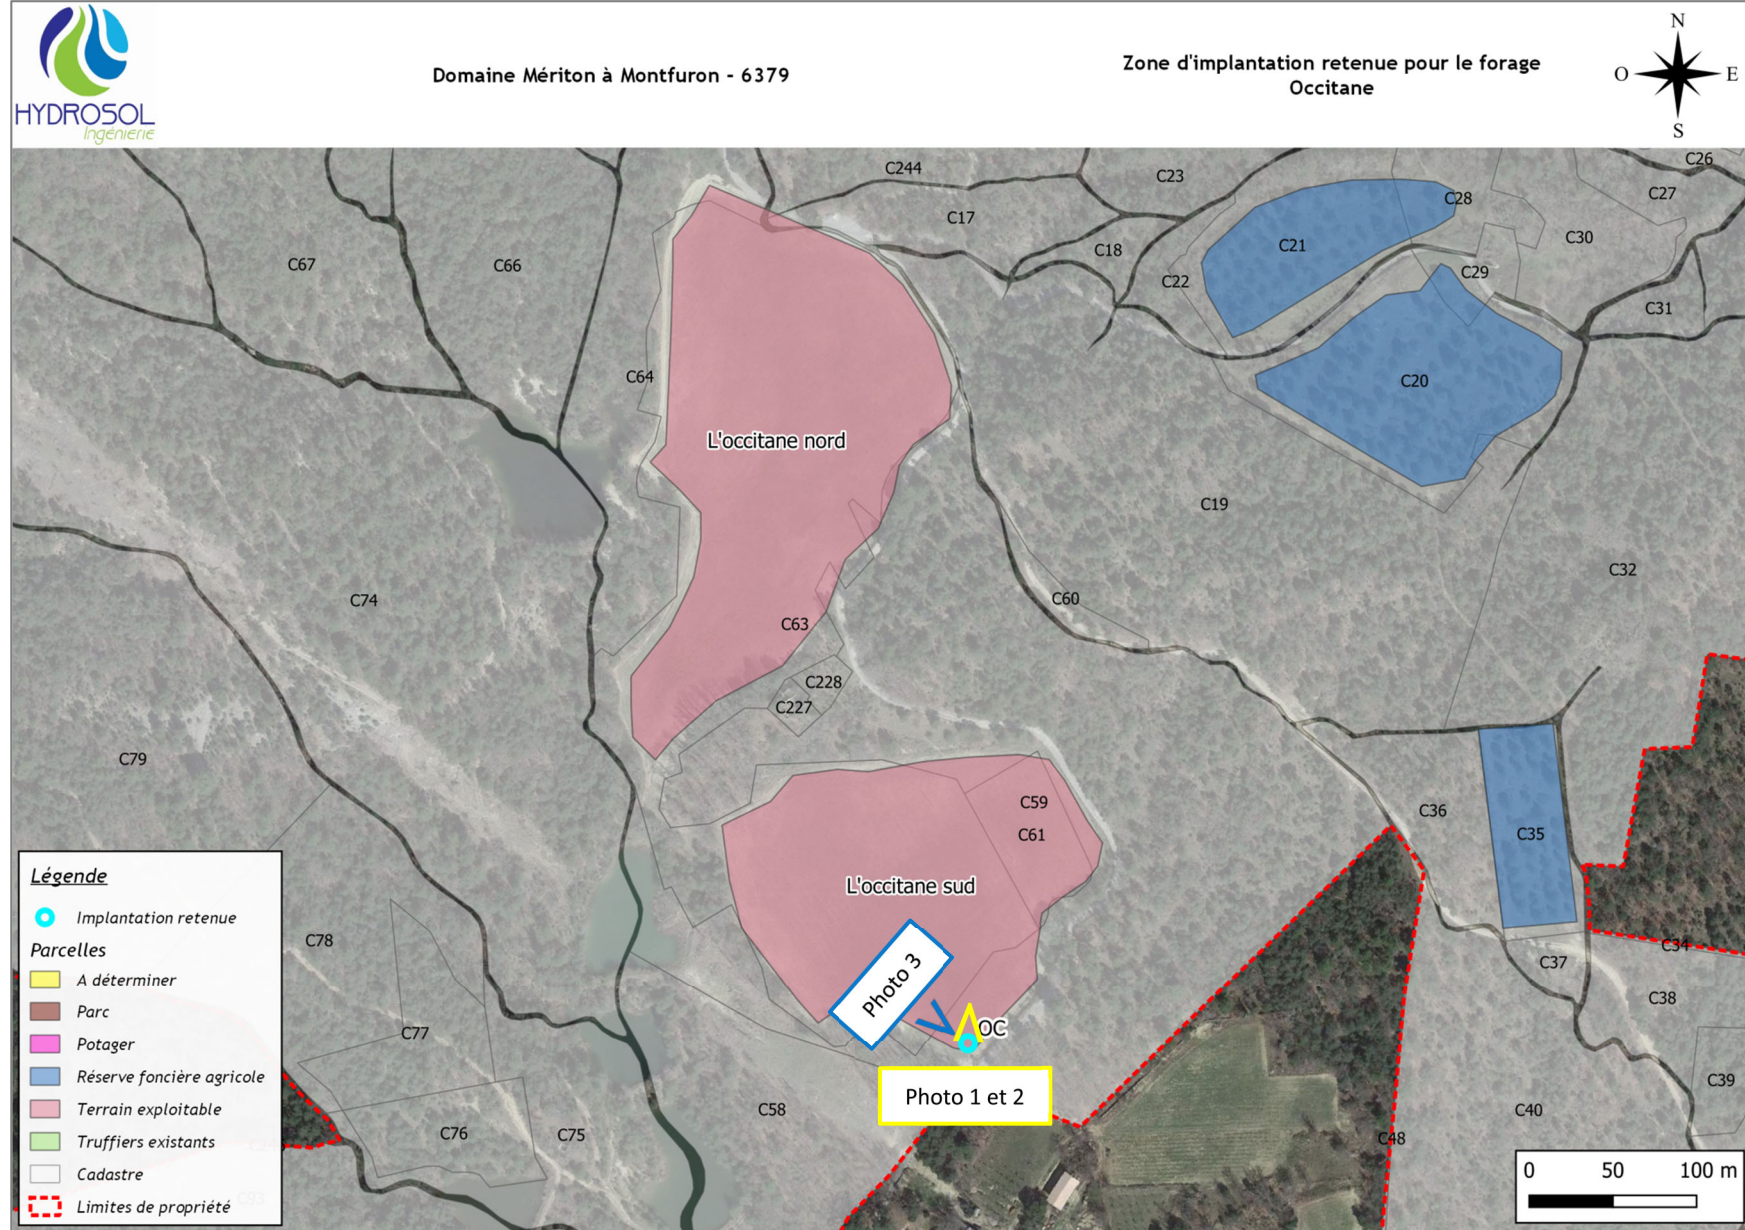 HYDROSOL
Ingénierie
Domaine Mériton à Montfuron - 6379
Zone d'implantation retenue pour le forage
Occitane
N
O
E
S
C244
C23
C26
C27
C17
C28
C18
C21
C30
C67
C66
C22
C29
C31
C64
C20
L'occitane nord
C19
C74
C32
C60
C63
C228
C227
C79
C59
C61
C36
C35
L'occitane sud
C78
C34
C37
C38
Photo 3
OC
C77
Photo 1 et 2
C58
C40
C39
C76
C75
C48
Légende
Implantation retenue
Parcelles
A déterminer
Parc
Potager
Réserve foncière agricole
Terrain exploitable
Truffiers existants
Cadastre
Limites de propriété
0 50 100 m